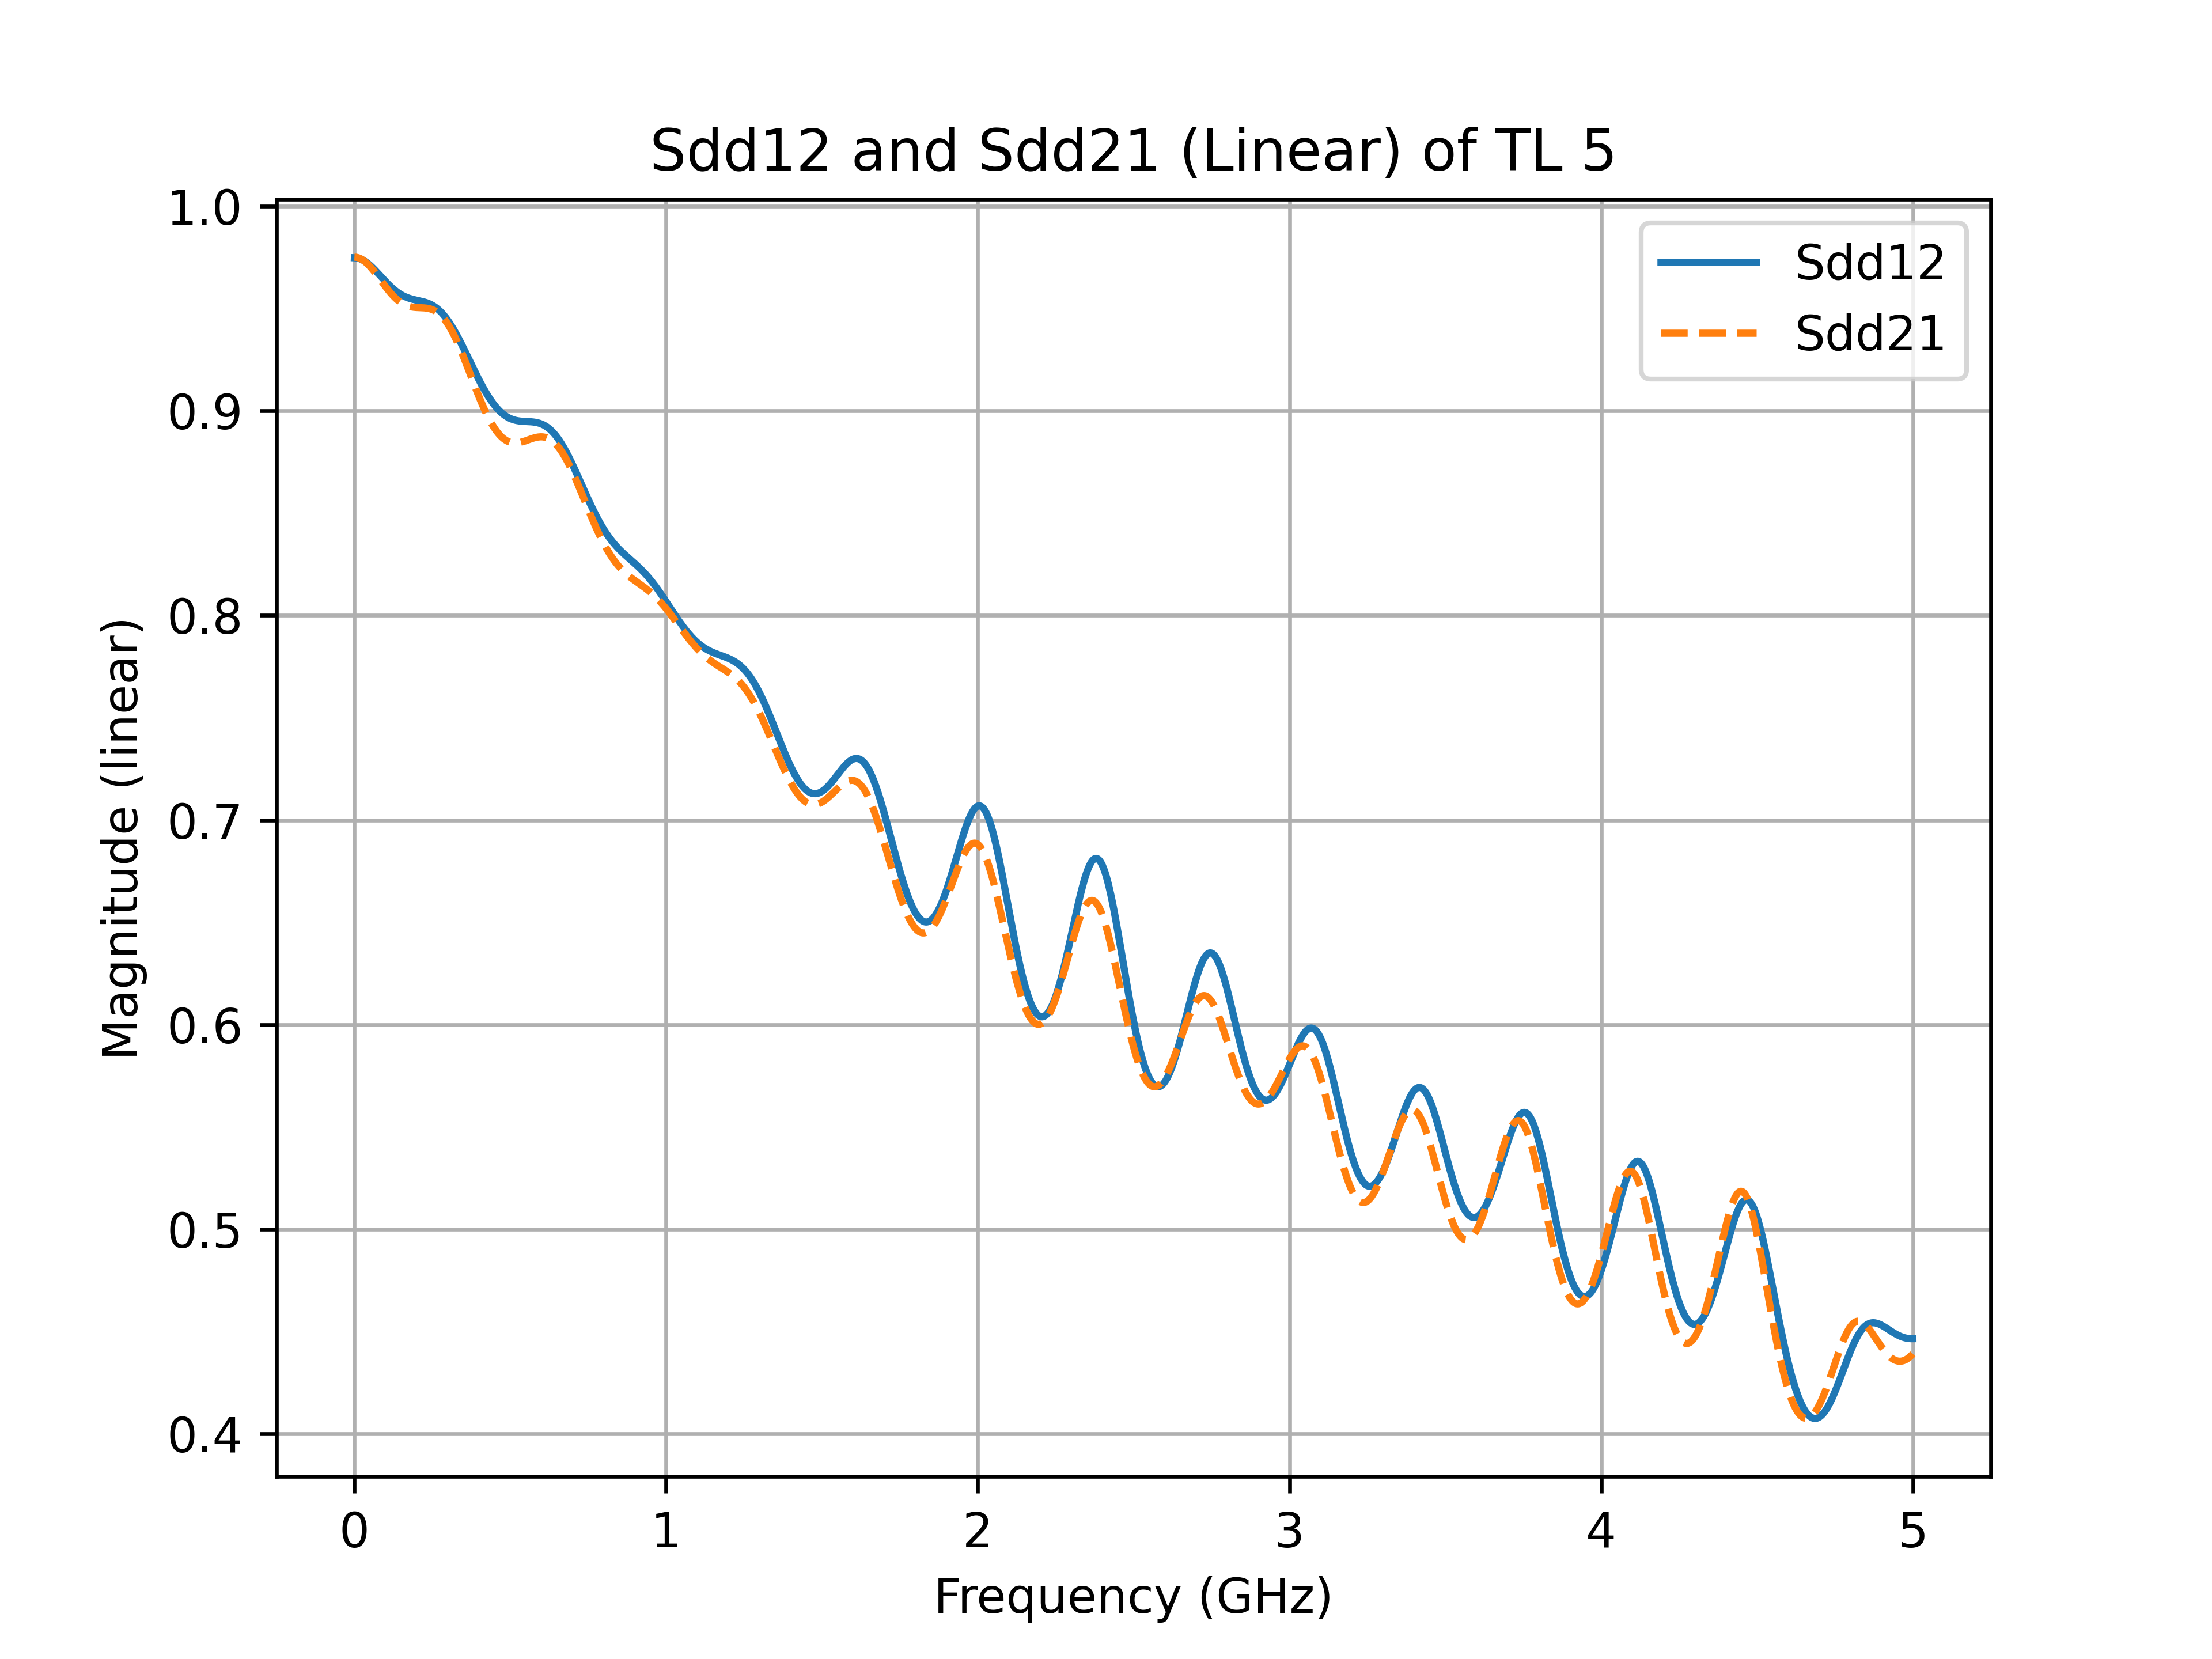 Sdd12 and Sdd21 (Linear) of TL 5
Sdd12
Sdd21
Magnitude (linear)
1.0
0.9
0.8
0.7
0.6
0.5
0.4
0 1 2 3 4 5
Frequency (GHz)